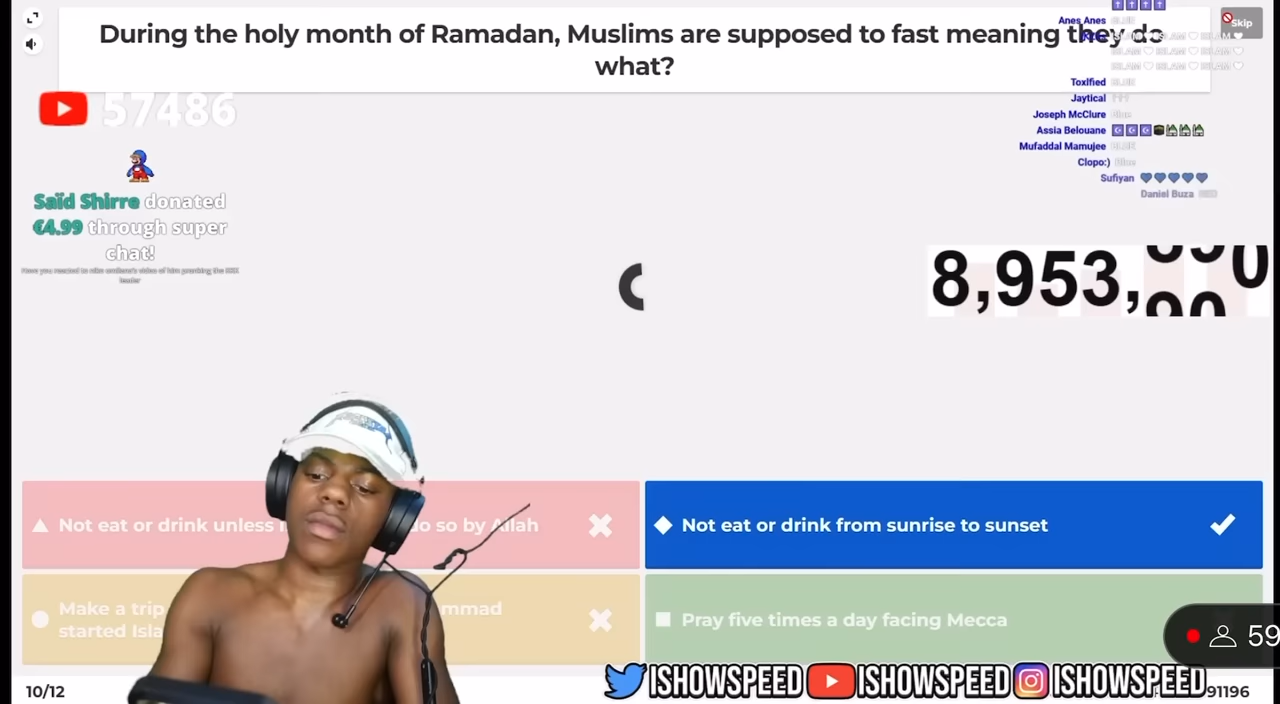 During the holy month of Ramadan, Muslims are supposed to fast meaning they do
what?
Skip
57486
Anes Anes
Toxified
Jaytical
Joseph McClure Blue
Assia Belouane
Mufaddal Mamujee
Clopo:) Blue
Sufiyan
Daniel Buza
Saïd Shirre donated
€4.99 through super
chat!
8,953,
Not eat or drink unless
do so by Allah
Not eat or drink from sunrise to sunset
Make a trip
started Isla
Pray five times a day facing Mecca
59
10/12
ISHOWSPEED
ISHOWSPEED
ISHOWSPEED
91196